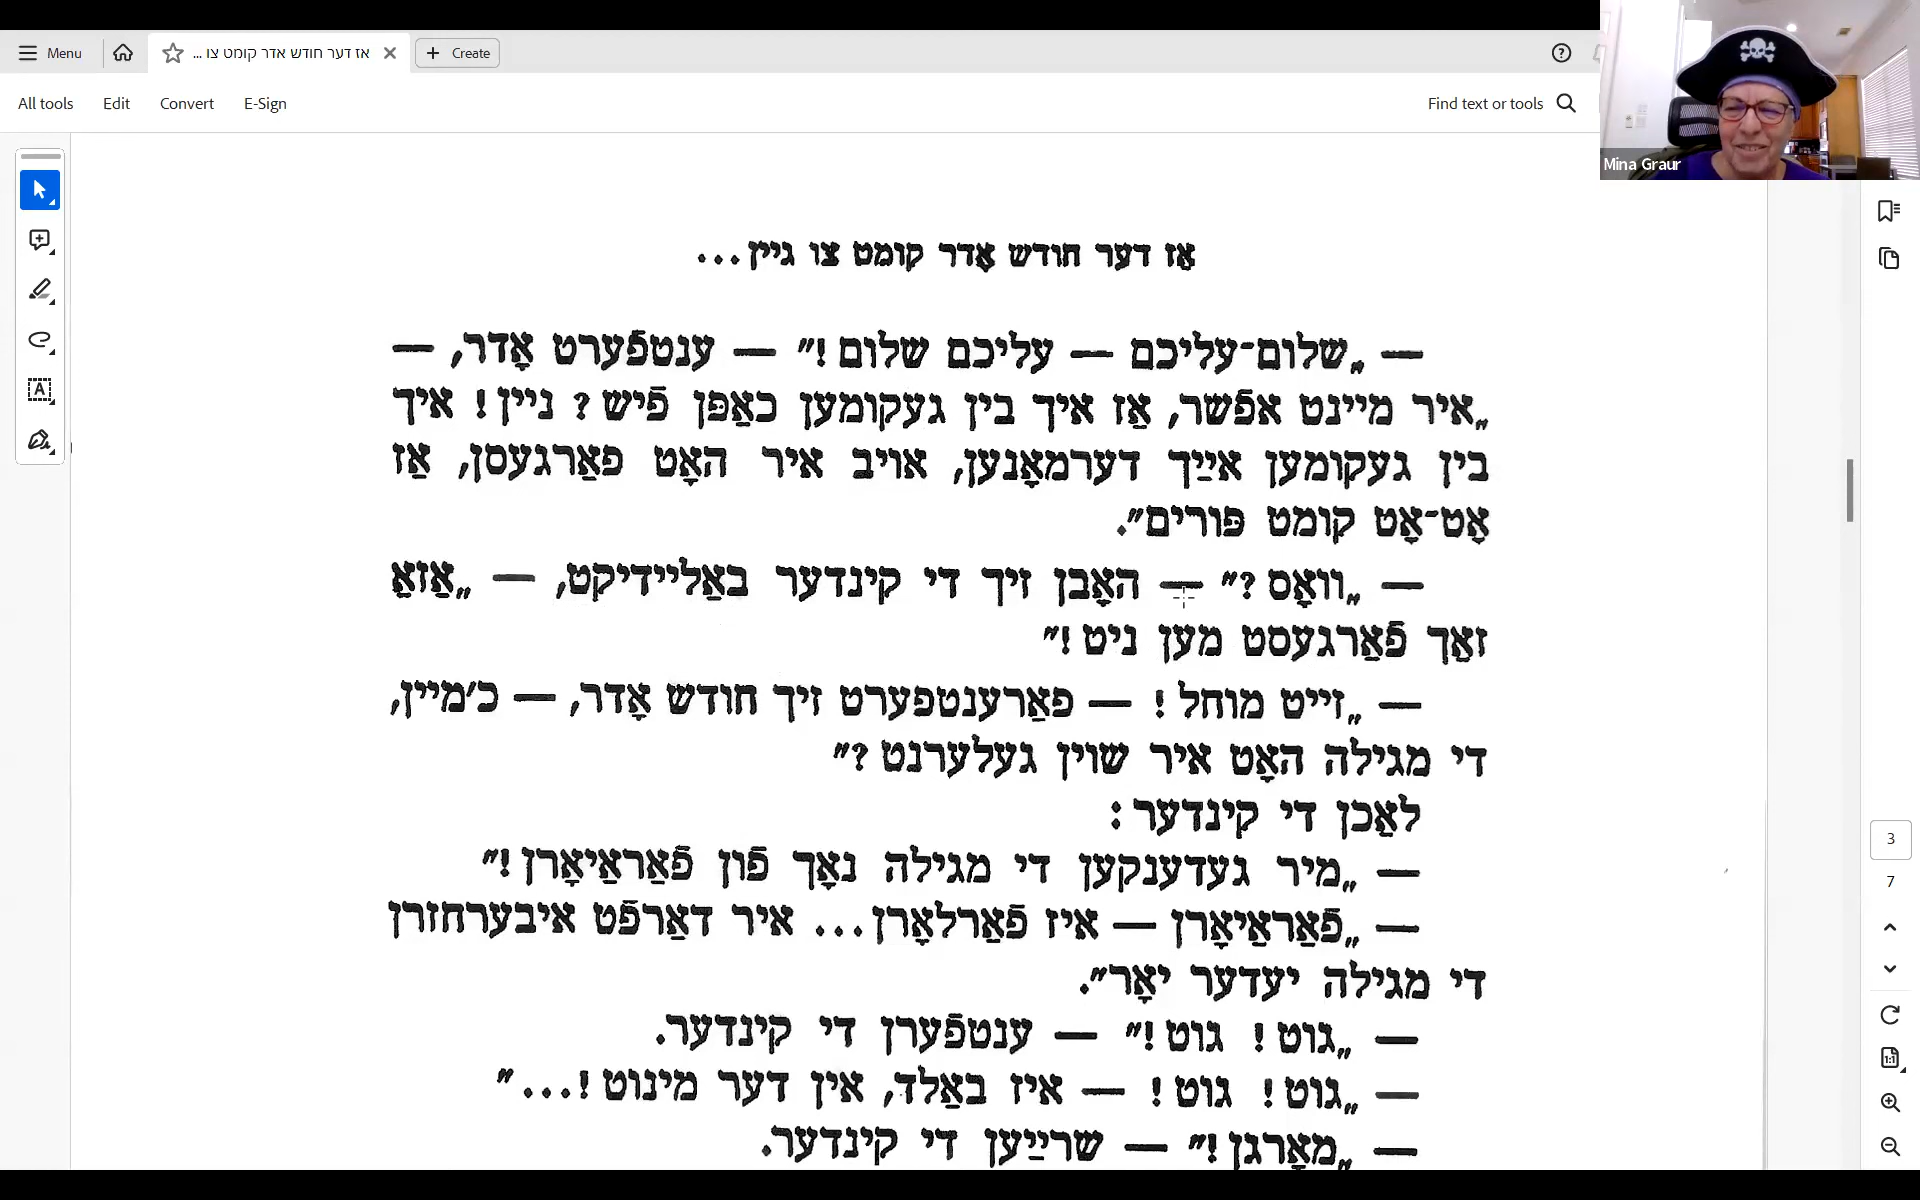 Menu
אז דער חודש אדר קומט צו ...
Create
All tools
Edit
Convert
E-Sign
Find text or tools
Mina Graur
אַז דער חודש אָדר קומט צו גיין...
— „שלום־עליכם — עליכם שלום!" — ענטפֿערט אָדר, —
„איר מיינט אפֿשר, אַז איך בין געקומען כאַפּן פֿיש? ניין! איך
בין געקומען אײַך דערמאָנען, אויב איר האָט פאַרגעסן, אַז
אָט־אָט קומט פּורים".
— „וואָס?" — האָבן זיך די קינדער באַליידיקט, — „אַזאַ
זאַך פֿאַרגעסט מען ניט!"
— „זייט מוחל! — פאַרענטפערט זיך חודש אָדר, — כ'מיין,
די מגילה האָט איר שוין געלערנט?"
לאַכן די קינדער:
— „מיר געדענקען די מגילה נאָך פֿון פֿאַראַיאָרן!"
— „פֿאַראַיאָרן — איז פֿאַרלאָרן... איר דאַרפֿט איבערחזרן
די מגילה יעדער יאָר".
— „גוט! גוט!" — ענטפֿערן די קינדער.
— „גוט! גוט! — איז באַלד, אין דער מינוט!..."
— „מאָרגן!" — שרײַען די קינדער.
3
7